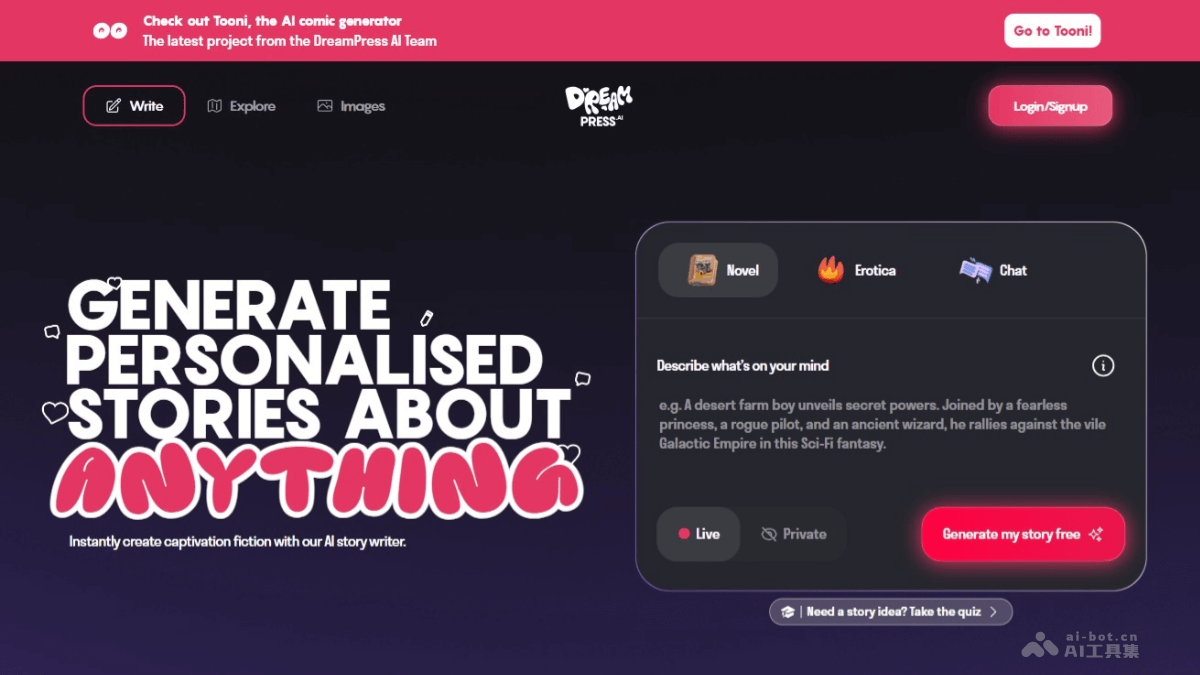 Check out Tooni, the AI comic generator
The latest project from the DreamPress AI Team
Go to Tooni!
Write
Explore
Images
DREAM
PRESS.AI
Login/Signup
GENERATE
PERSONALISED
STORIES ABOUT
ANYTHING
Instantly create captivation fiction with our AI story writer.
Novel
Erotica
Chat
Describe what's on your mind
e.g. A desert farm boy unveils secret powers. Joined by a fearless
princess, a rogue pilot, and an ancient wizard, he rallies against the vile
Galactic Empire in this Sci-Fi fantasy.
Live
Private
Generate my story free
| Need a story idea? Take the quiz
ai-bot.cn
AI工具集